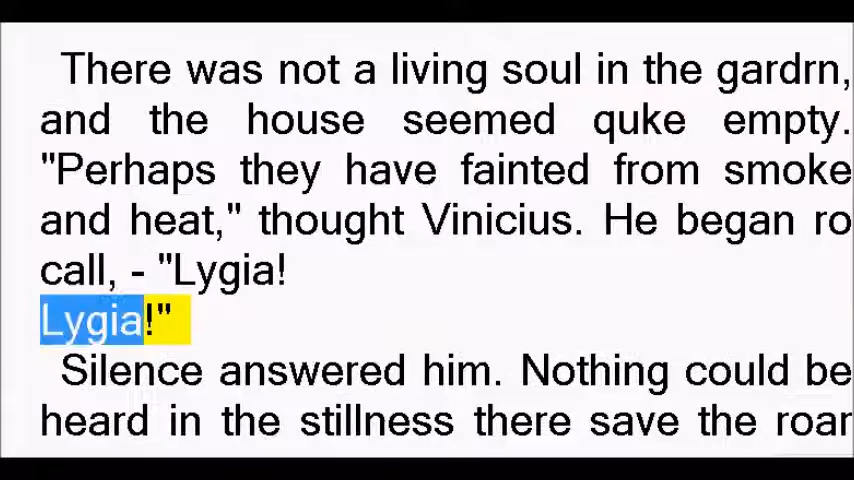 There was not a living soul in the gardrn,
and the house seemed quke empty.
"Perhaps they have fainted from smoke
and heat," thought Vinicius. He began ro
call, - "Lygia!
Lygia!"
Silence answered him. Nothing could be
heard in the stillness there save the roar